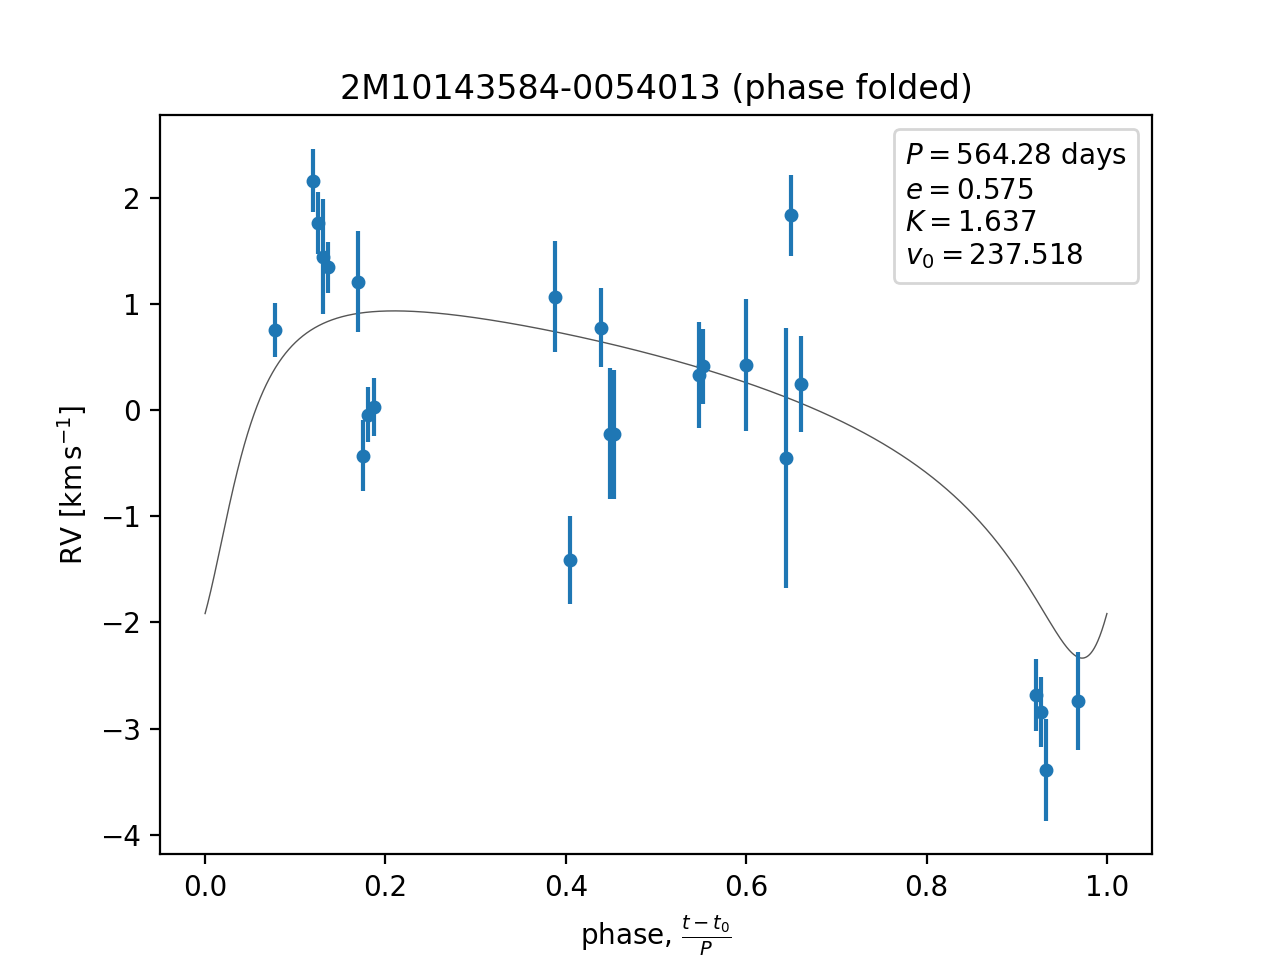 2M10143584-0054013 (phase folded)
P = 564.28 days
e = 0.575
K = 1.637
v₀ = 237.518
RV [km s⁻¹]
2
1
0
−1
−2
−3
−4
0.0 0.2 0.4 0.6 0.8 1.0
phase, (t − t₀)/P